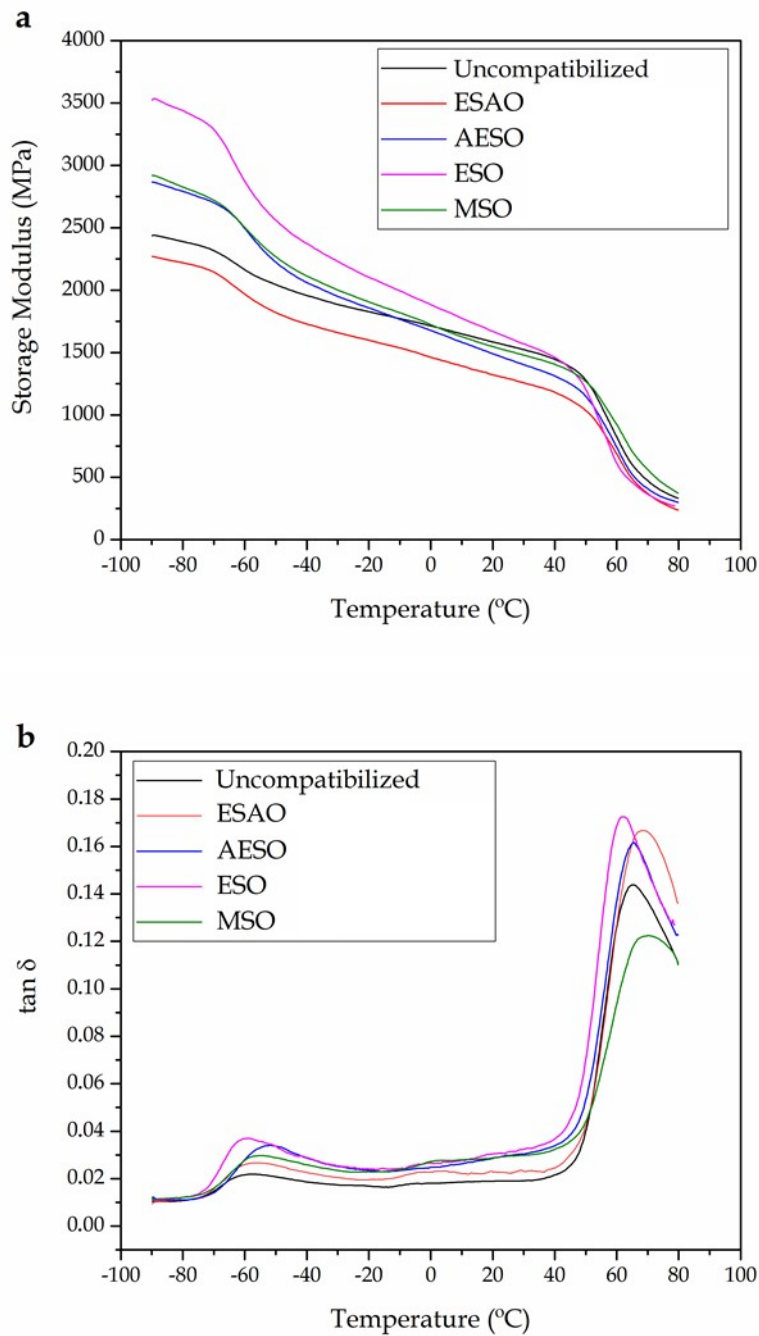 a
4000
3500
3000
2500
2000
1500
1000
500
0
Storage Modulus (MPa)
Uncompatibilized
ESAO
AESO
ESO
MSO
-100 -80 -60 -40 -20 0 20 40 60 80 100
Temperature (ºC)
b
0.20
0.18
0.16
0.14
0.12
0.10
0.08
0.06
0.04
0.02
0.00
tan δ
Uncompatibilized
ESAO
AESO
ESO
MSO
-100 -80 -60 -40 -20 0 20 40 60 80 100
Temperature (ºC)